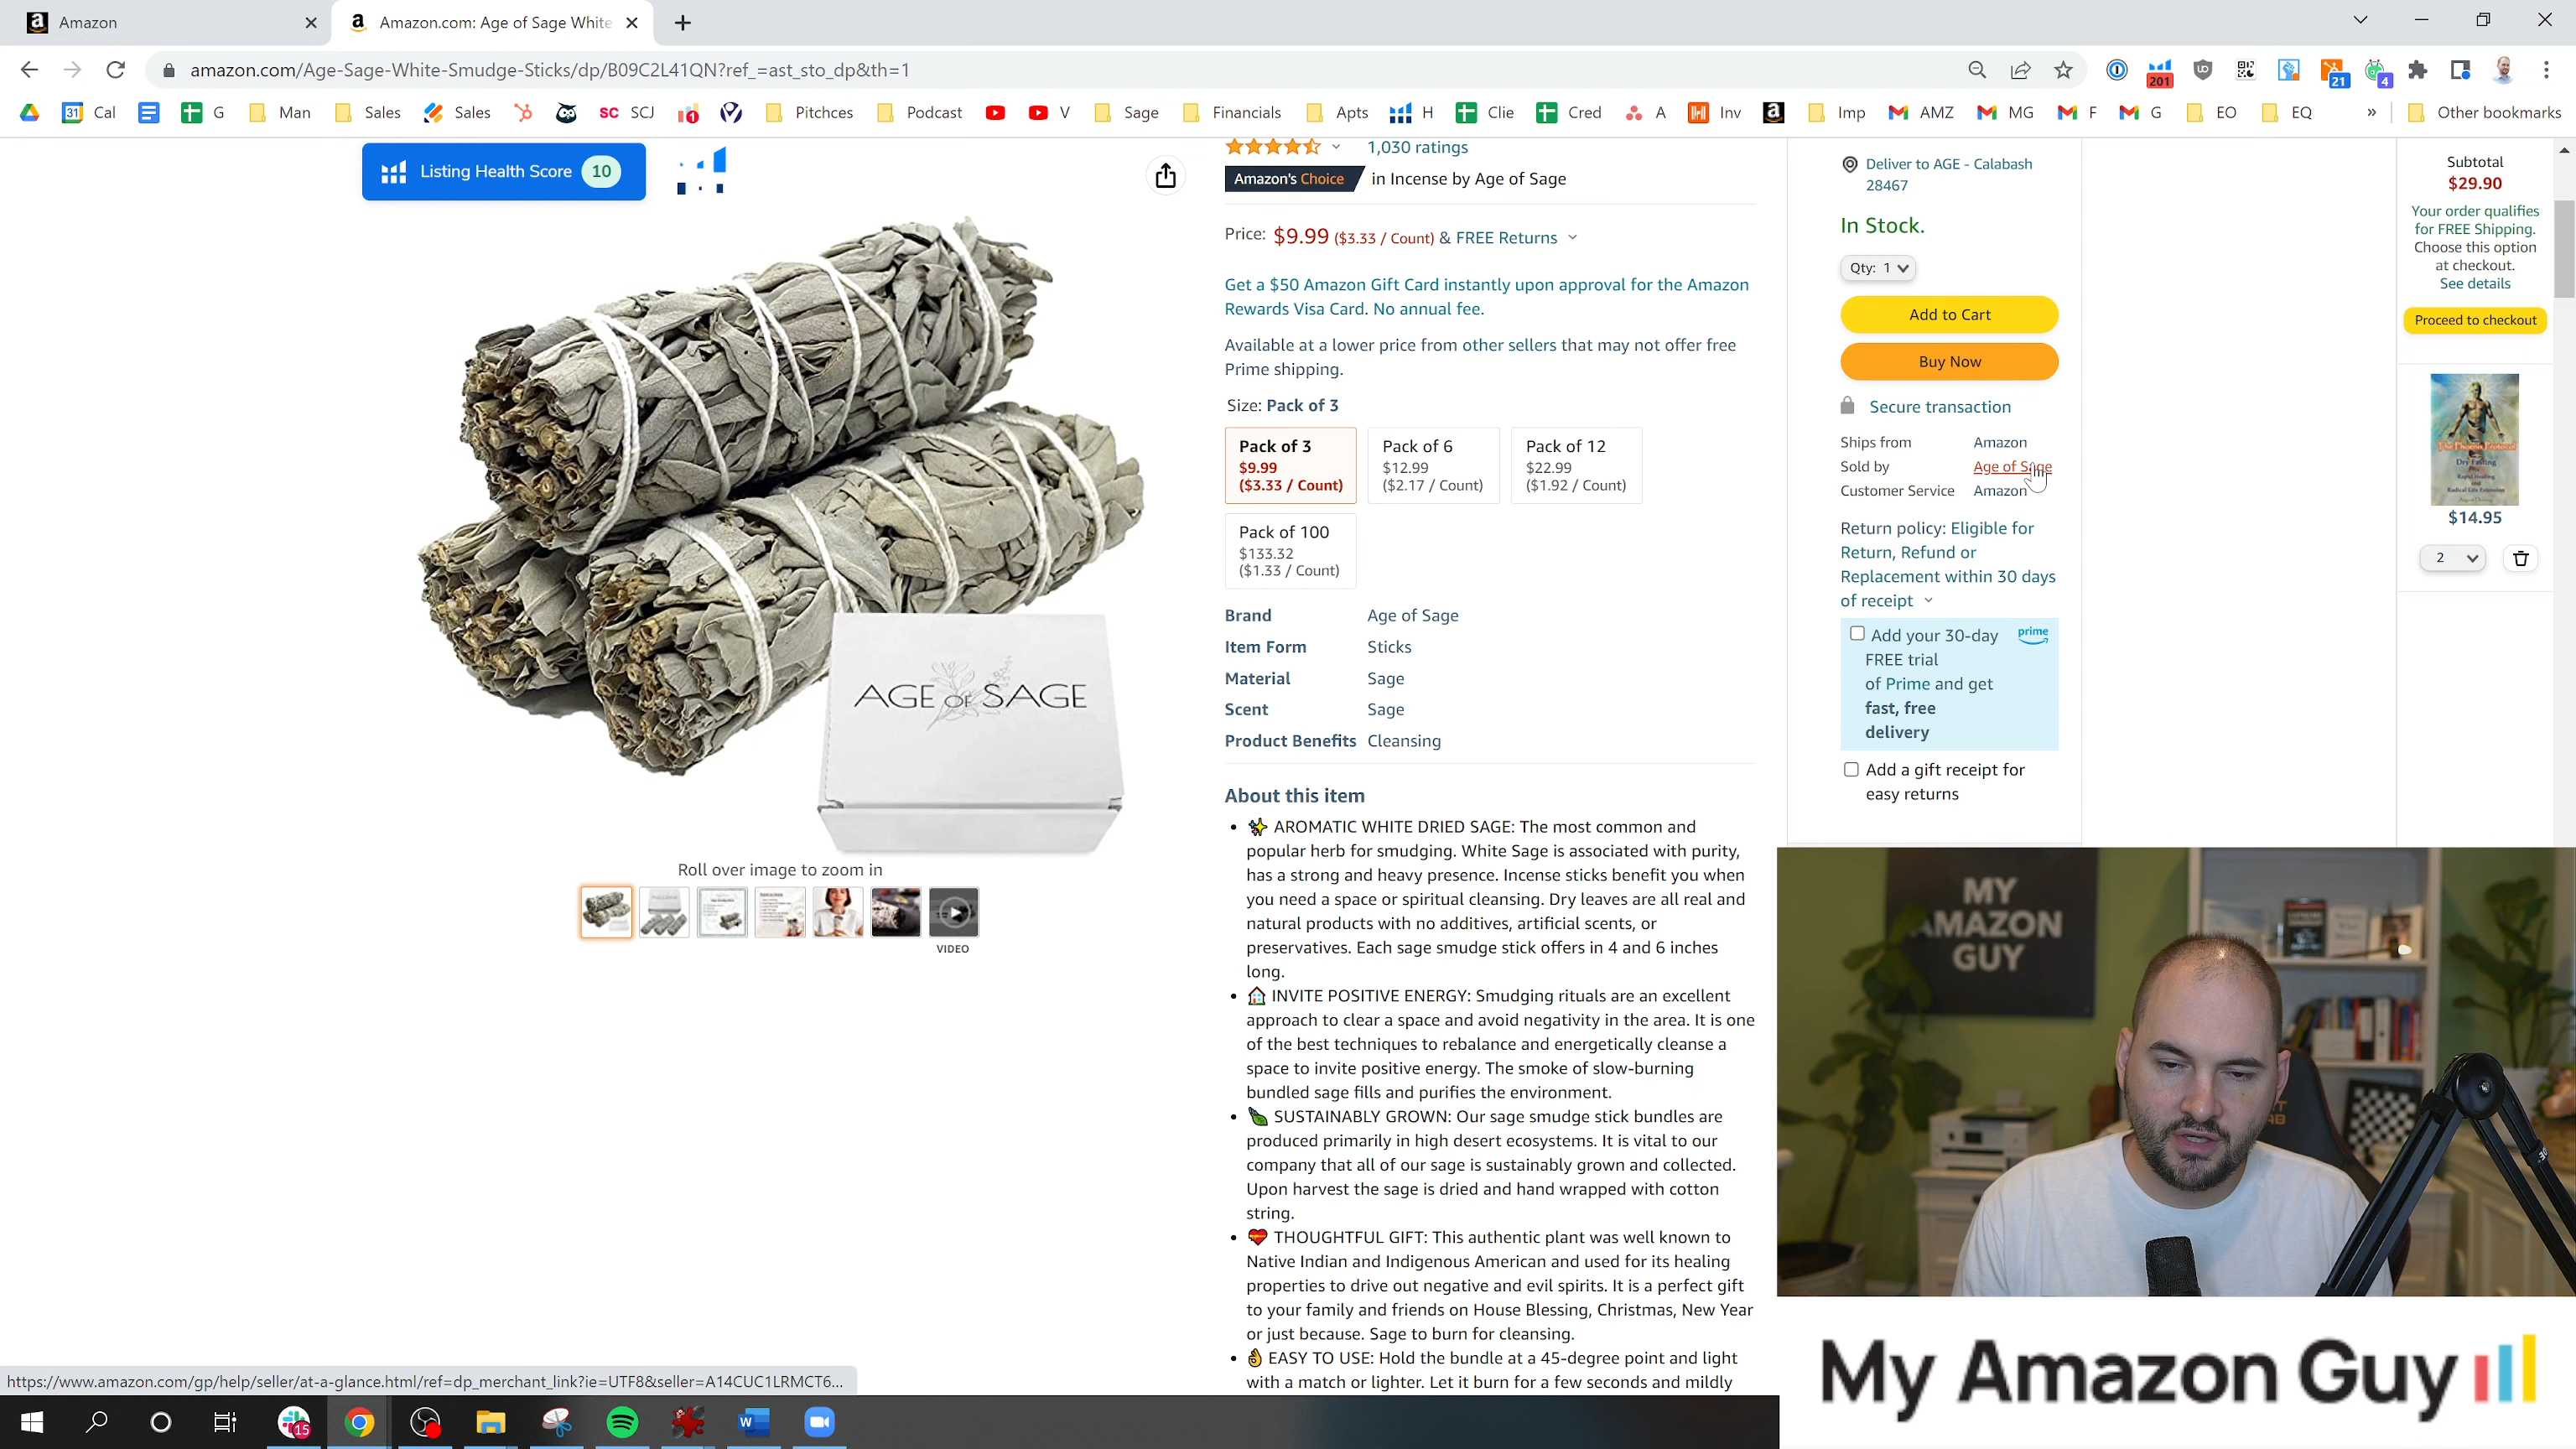 Amazon
Amazon.com: Age of Sage White
amazon.com/Age-Sage-White-Smudge-Sticks/dp/B09C2L41QN?ref_=ast_sto_dp&th=1
201
21
4
31 Cal
G
Man
Sales
Sales
SC SCJ
1
Pitchces
Podcast
V
Sage
Financials
Apts
H
Clie
Cred
A
Inv
Imp
AMZ
MG
F
G
EO
EQ
»
Other bookmarks
Listing Health Score 10
1,030 ratings
Amazon's Choice in Incense by Age of Sage
Price: $9.99 ($3.33 / Count) & FREE Returns
Get a $50 Amazon Gift Card instantly upon approval for the Amazon
Rewards Visa Card. No annual fee.
Available at a lower price from other sellers that may not offer free
Prime shipping.
Size: Pack of 3
Pack of 3
$9.99
($3.33 / Count)
Pack of 6
$12.99
($2.17 / Count)
Pack of 12
$22.99
($1.92 / Count)
Pack of 100
$133.32
($1.33 / Count)
Brand Age of Sage
Item Form Sticks
Material Sage
Scent Sage
Product Benefits Cleansing
About this item
• AROMATIC WHITE DRIED SAGE: The most common and
popular herb for smudging. White Sage is associated with purity,
has a strong and heavy presence. Incense sticks benefit you when
you need a space or spiritual cleansing. Dry leaves are all real and
natural products with no additives, artificial scents, or
preservatives. Each sage smudge stick offers in 4 and 6 inches
long.
• INVITE POSITIVE ENERGY: Smudging rituals are an excellent
approach to clear a space and avoid negativity in the area. It is one
of the best techniques to rebalance and energetically cleanse a
space to invite positive energy. The smoke of slow-burning
bundled sage fills and purifies the environment.
• SUSTAINABLY GROWN: Our sage smudge stick bundles are
produced primarily in high desert ecosystems. It is vital to our
company that all of our sage is sustainably grown and collected.
Upon harvest the sage is dried and hand wrapped with cotton
string.
• THOUGHTFUL GIFT: This authentic plant was well known to
Native Indian and Indigenous American and used for its healing
properties to drive out negative and evil spirits. It is a perfect gift
to your family and friends on House Blessing, Christmas, New Year
or just because. Sage to burn for cleansing.
• EASY TO USE: Hold the bundle at a 45-degree point and light
with a match or lighter. Let it burn for a few seconds and mildly
AGE OF SAGE
Roll over image to zoom in
VIDEO
Deliver to AGE - Calabash
28467
In Stock.
Qty: 1
Add to Cart
Buy Now
Secure transaction
Ships from Amazon
Sold by Age of Sage
Customer Service Amazon
Return policy: Eligible for
Return, Refund or
Replacement within 30 days
of receipt
Add your 30-day
FREE trial
of Prime and get
fast, free
delivery
prime
Add a gift receipt for
easy returns
Subtotal
$29.90
Your order qualifies
for FREE Shipping.
Choose this option
at checkout.
See details
Proceed to checkout
The Phoenix Protocol
Dry Fasting
$14.95
2
MY
AMAZON
GUY
My Amazon Guy
https://www.amazon.com/gp/help/seller/at-a-glance.html/ref=dp_merchant_link?ie=UTF8&seller=A14CUC1LRMCT6...
15
W